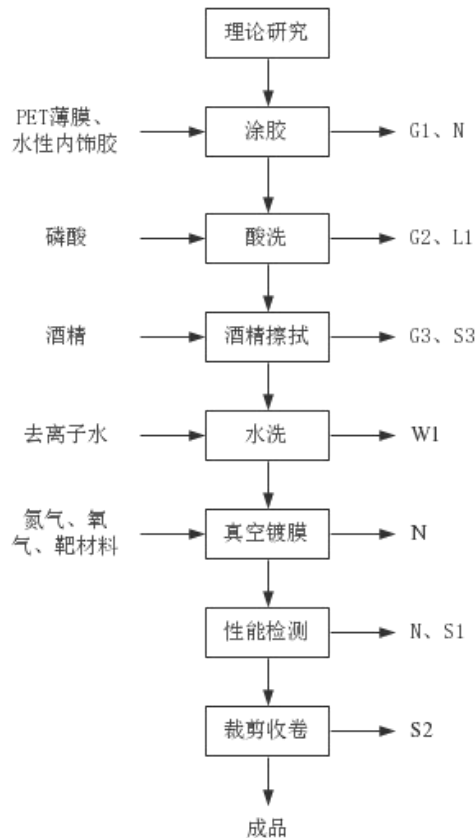 理论研究
PET薄膜、
水性内饰胶
涂胶
G1、N
磷酸
酸洗
G2、L1
酒精
酒精擦拭
G3、S3
去离子水
水洗
W1
氮气、氧
气、靶材料
真空镀膜
N
性能检测
N、S1
裁剪收卷
S2
成品